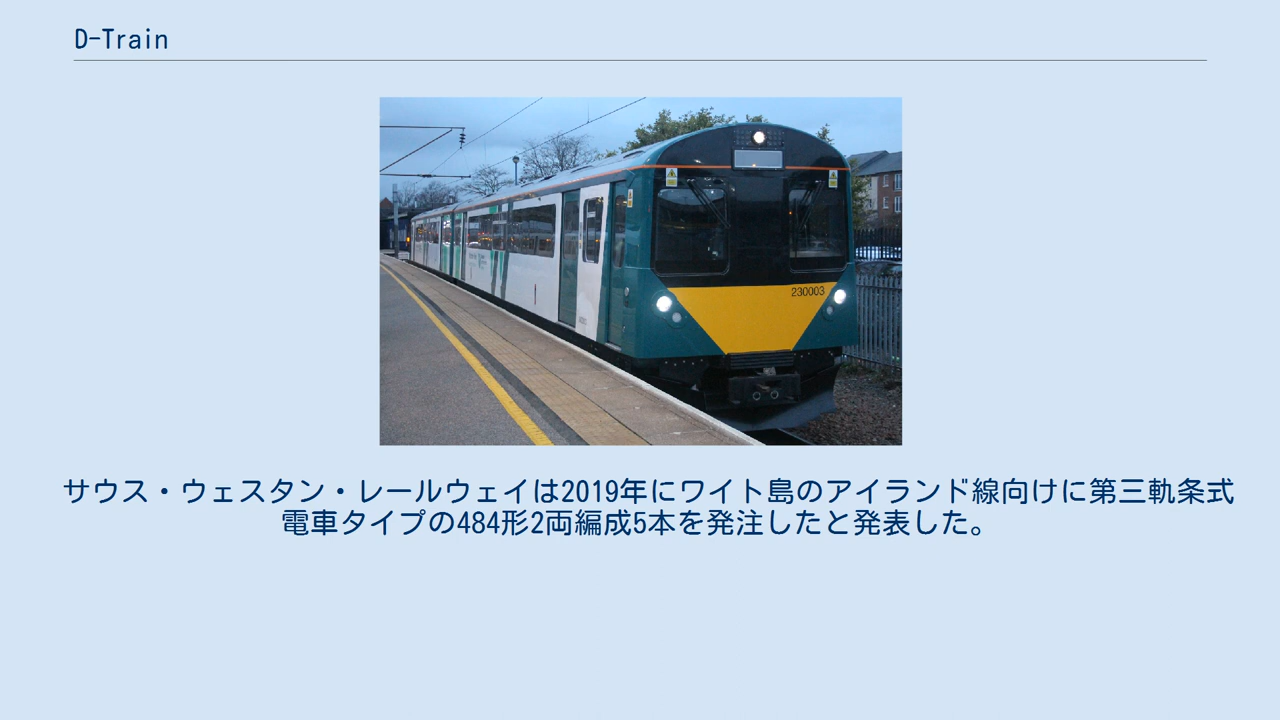 D-Train
230003
サウス・ウェスタン・レールウェイは2019年にワイト島のアイランド線向けに第三軌条式
電車タイプの484形2両編成5本を発注したと発表した。